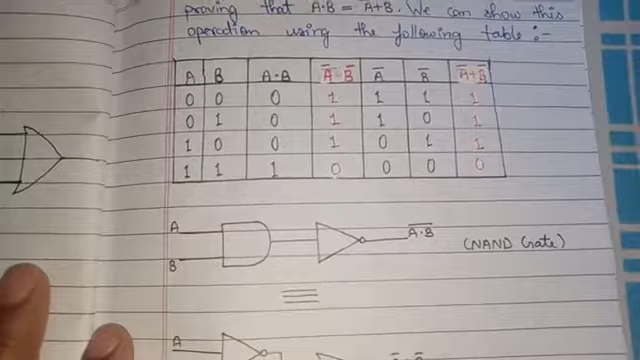 proving that A·B = A+B. We can show this
operation using the following table :-
A B A·B A̅·B̅ A̅ B̅ A̅+B̅
0 0 0 1 1 1 1
0 1 0 1 1 0 1
1 0 0 1 0 1 1
1 1 1 0 0 0 0
A
B
A̅·̅B̅
(NAND Gate)
A